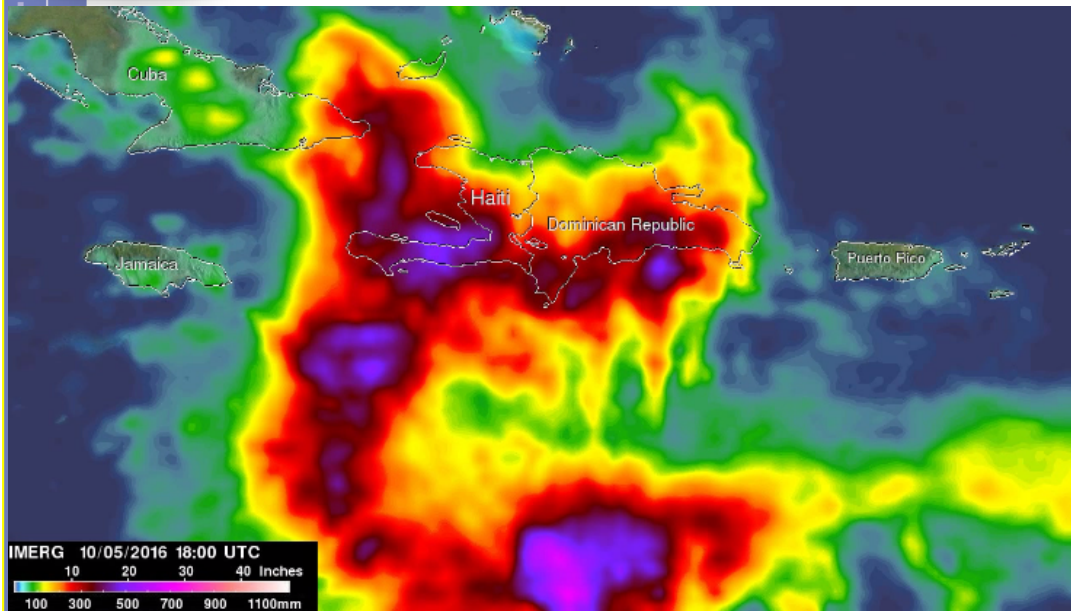 Cuba
Haiti
Dominican Republic
Jamaica
Puerto Rico
IMERG 10/05/2016 18:00 UTC
10 20 30 40 Inches
100 300 500 700 900 1100mm